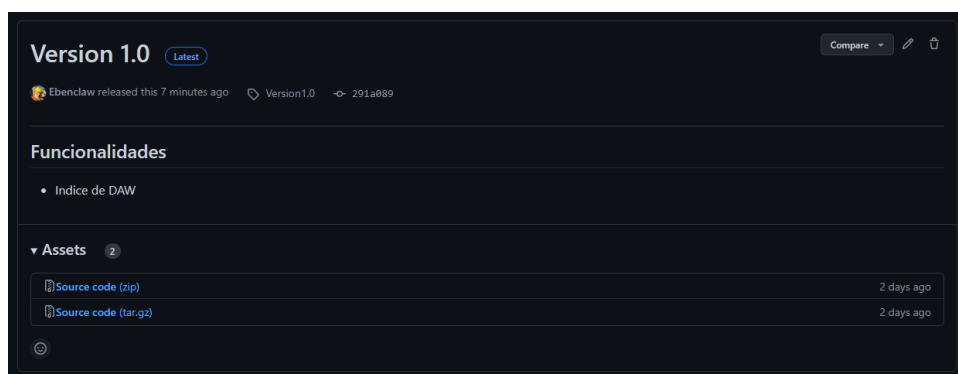 Version 1.0 Latest Compare
Ebenclaw released this 7 minutes ago Version1.0 291a089
Funcionalidades
Indice de DAW
Assets 2
Source code (zip) 2 days ago
Source code (tar.gz) 2 days ago